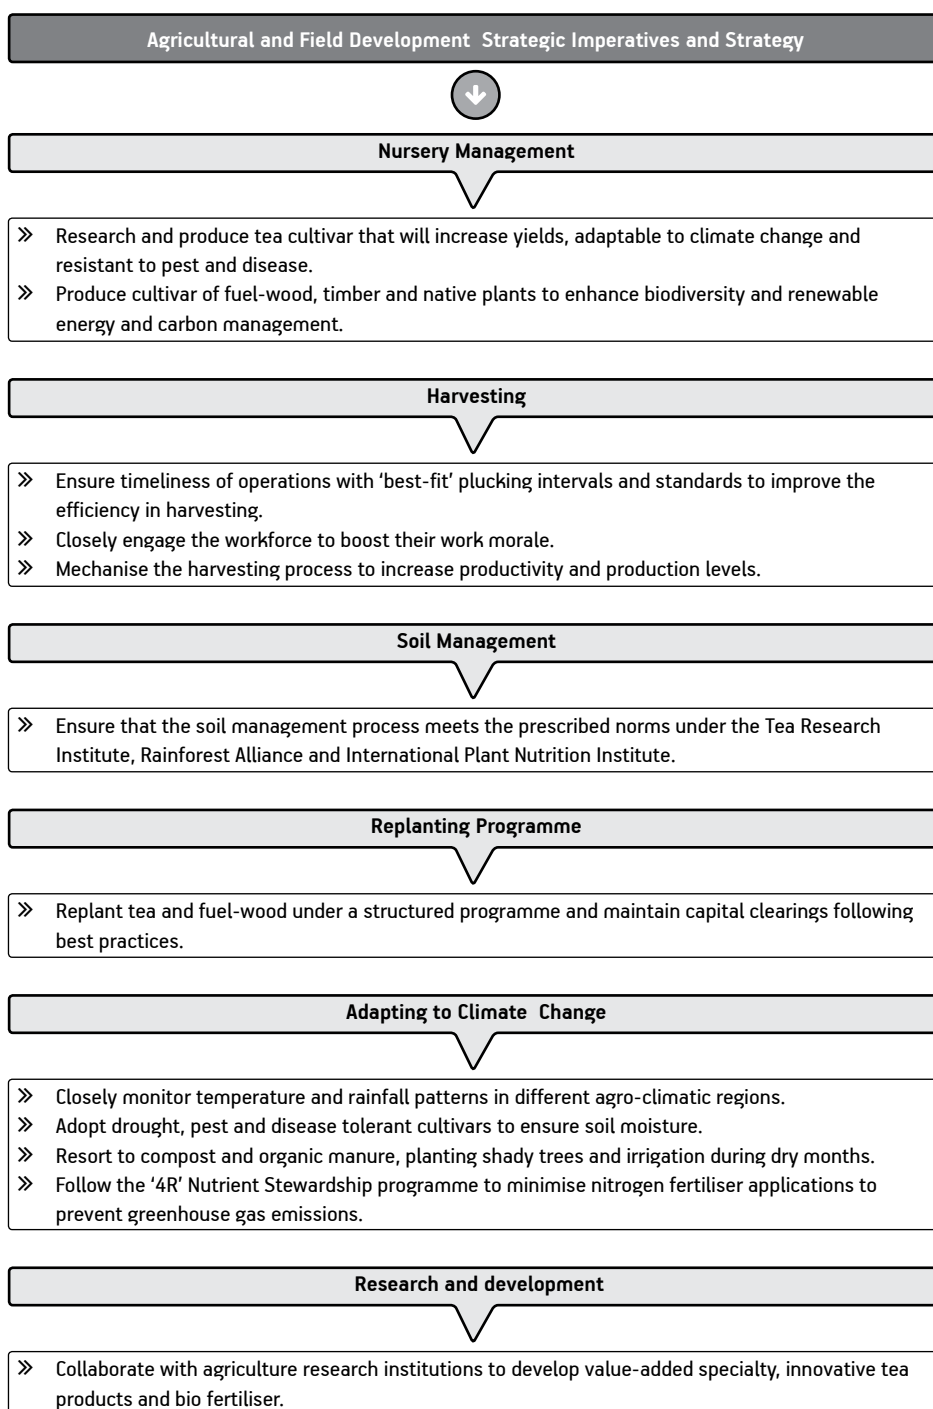 Agricultural and Field Development  Strategic Imperatives and Strategy
Nursery Management
» Research and produce tea cultivar that will increase yields, adaptable to climate change and
resistant to pest and disease.
» Produce cultivar of fuel-wood, timber and native plants to enhance biodiversity and renewable
energy and carbon management.
Harvesting
» Ensure timeliness of operations with ‘best-fit’ plucking intervals and standards to improve the
efficiency in harvesting.
» Closely engage the workforce to boost their work morale.
» Mechanise the harvesting process to increase productivity and production levels.
Soil Management
» Ensure that the soil management process meets the prescribed norms under the Tea Research
Institute, Rainforest Alliance and International Plant Nutrition Institute.
Replanting Programme
» Replant tea and fuel-wood under a structured programme and maintain capital clearings following
best practices.
Adapting to Climate  Change
» Closely monitor temperature and rainfall patterns in different agro-climatic regions.
» Adopt drought, pest and disease tolerant cultivars to ensure soil moisture.
» Resort to compost and organic manure, planting shady trees and irrigation during dry months.
» Follow the ‘4R’ Nutrient Stewardship programme to minimise nitrogen fertiliser applications to
prevent greenhouse gas emissions.
Research and development
» Collaborate with agriculture research institutions to develop value-added specialty, innovative tea
products and bio fertiliser.